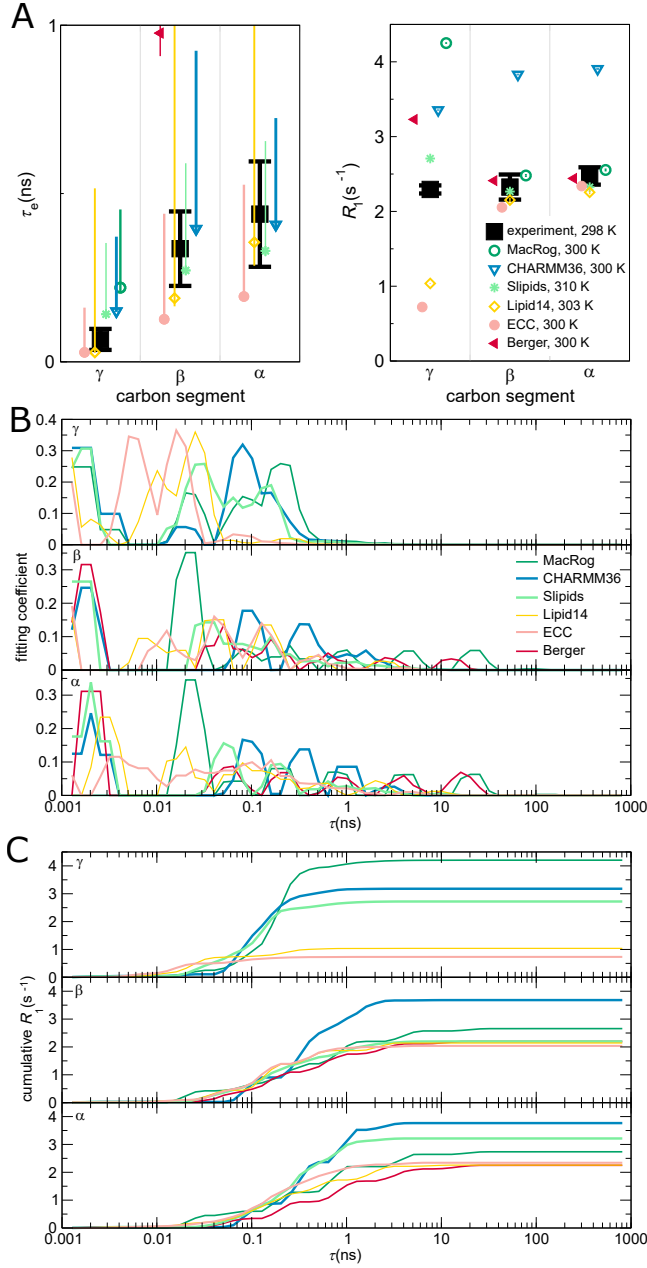 A
τe(ns)
1
0
γ
β
α
carbon segment
R1(s-1)
4
3
2
1
0
experiment, 298 K
MacRog, 300 K
CHARMM36, 300 K
Slipids, 310 K
Lipid14, 303 K
ECC, 300 K
Berger, 300 K
γ
β
α
carbon segment
B
fitting coefficient
γ
0.4
0.3
0.2
0.1
0
β
0.3
0.2
0.1
0
MacRog
CHARMM36
Slipids
Lipid14
ECC
Berger
α
0.3
0.2
0.1
0
0.001
0.01
0.1
1
10
100
1000
τ(ns)
C
cumulative R1(s-1)
γ
4
3
2
1
0
β
4
3
2
1
0
α
4
3
2
1
0
0.001
0.01
0.1
1
10
100
1000
τ(ns)